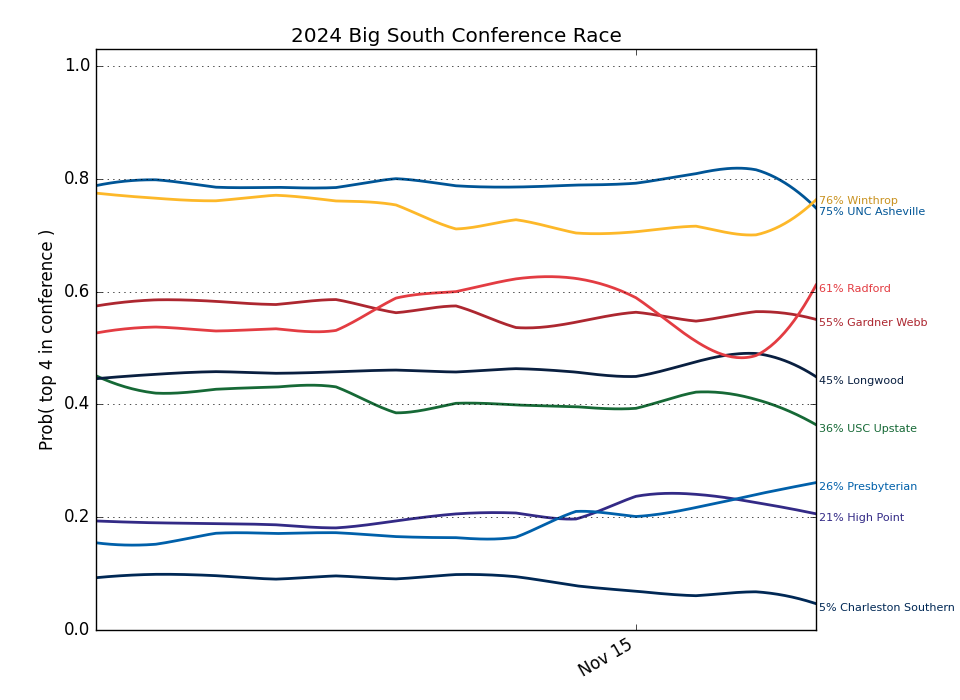 2024 Big South Conference Race
Prob( top 4 in conference )
1.0
0.8
0.6
0.4
0.2
0.0
Nov 15
76% Winthrop
75% UNC Asheville
61% Radford
55% Gardner Webb
45% Longwood
36% USC Upstate
26% Presbyterian
21% High Point
5% Charleston Southern